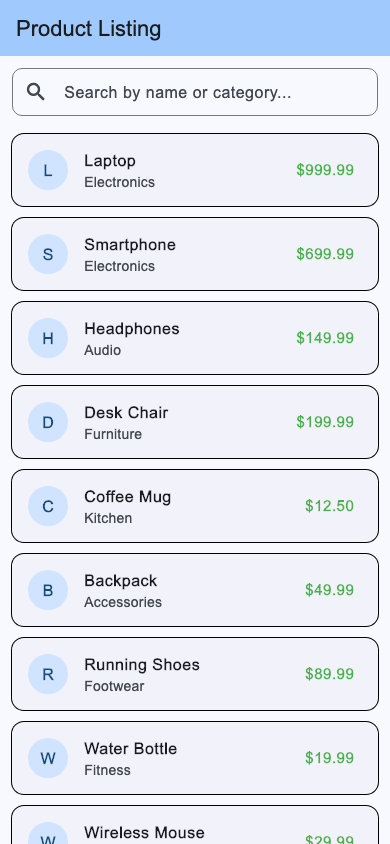 Product Listing
Search by name or category...
L
Laptop
Electronics
$999.99
S
Smartphone
Electronics
$699.99
H
Headphones
Audio
$149.99
D
Desk Chair
Furniture
$199.99
C
Coffee Mug
Kitchen
$12.50
B
Backpack
Accessories
$49.99
R
Running Shoes
Footwear
$89.99
W
Water Bottle
Fitness
$19.99
W
Wireless Mouse
$29.99